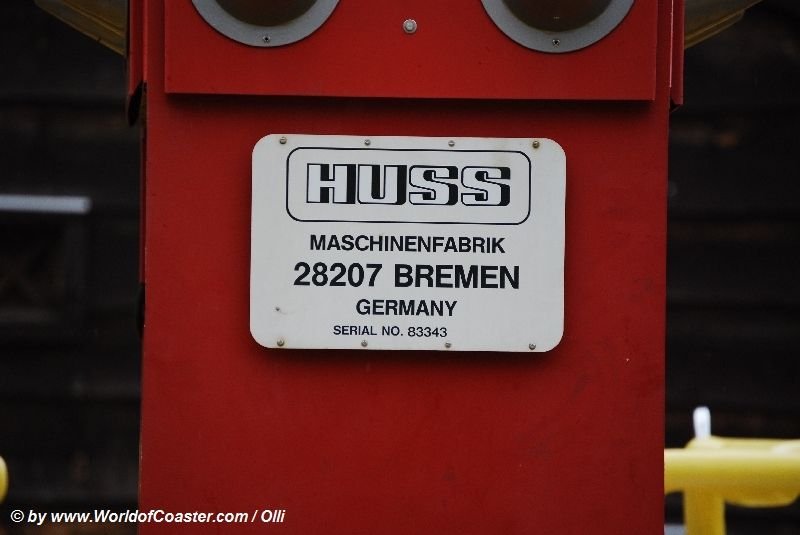 HUSS
MASCHINENFABRIK
28207 BREMEN
GERMANY
SERIAL NO. 83343
© by www.WorldofCoaster.com / Olli